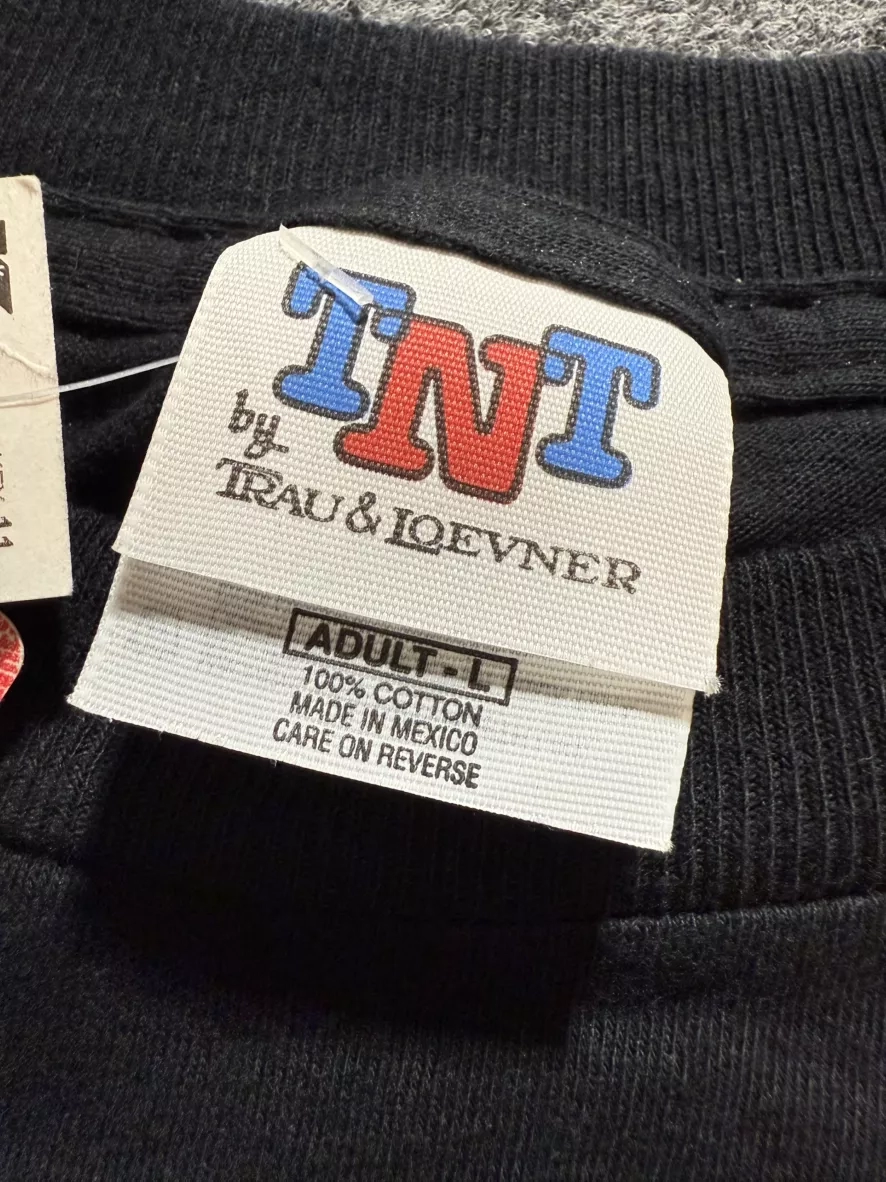 TNT
by
TRAU & LOEVNER
ADULT - L
100% COTTON
MADE IN MEXICO
CARE ON REVERSE